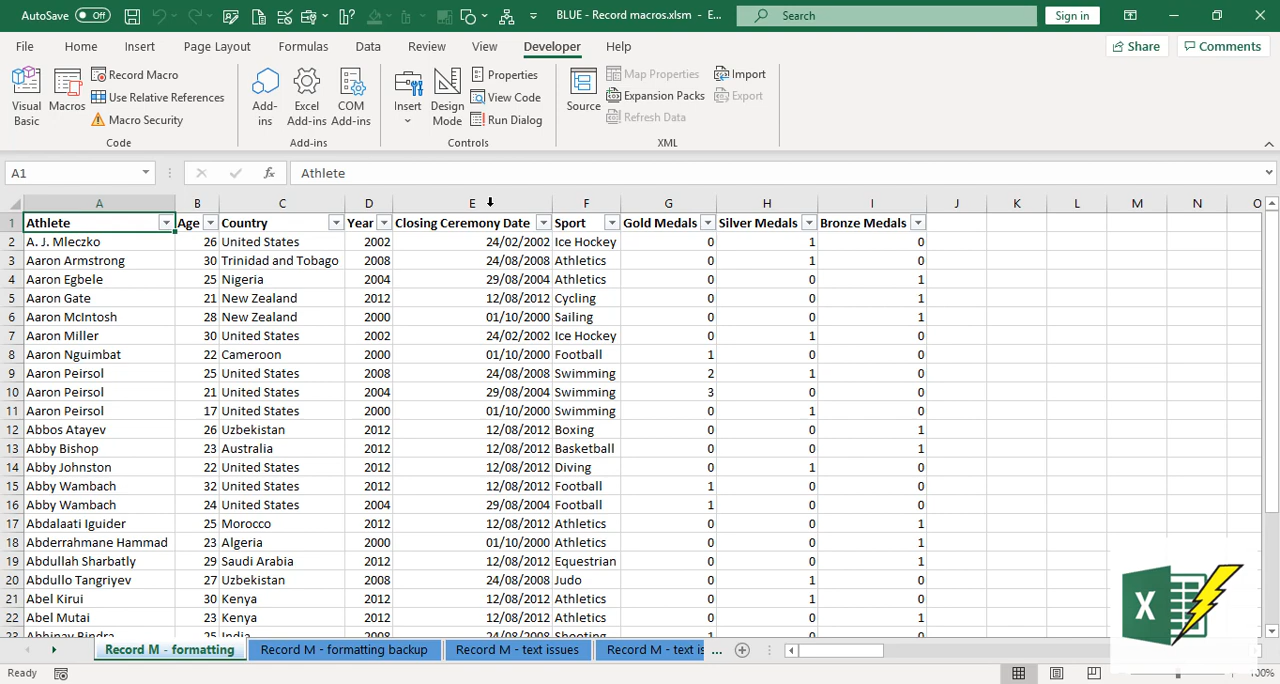 AutoSave Off BLUE - Record macros.xlsm - E... Search Sign in
File Home Insert Page Layout Formulas Data Review View Developer Help Share Comments
Visual Basic Macros Record Macro Use Relative References Macro Security Code
Add-ins Excel Add-ins COM Add-ins Add-ins
Insert Design Mode Properties View Code Run Dialog Controls
Source Map Properties Expansion Packs Refresh Data Import Export XML
A1 fx Athlete
A B C D E F G H I J K L M N O
1 Athlete Age Country Year Closing Ceremony Date Sport Gold Medals Silver Medals Bronze Medals
2 A. J. Mleczko 26 United States 2002 24/02/2002 Ice Hockey 0 1 0
3 Aaron Armstrong 30 Trinidad and Tobago 2008 24/08/2008 Athletics 0 1 0
4 Aaron Egbele 25 Nigeria 2004 29/08/2004 Athletics 0 0 1
5 Aaron Gate 21 New Zealand 2012 12/08/2012 Cycling 0 0 1
6 Aaron McIntosh 28 New Zealand 2000 01/10/2000 Sailing 0 0 1
7 Aaron Miller 30 United States 2002 24/02/2002 Ice Hockey 0 1 0
8 Aaron Nguimbat 22 Cameroon 2000 01/10/2000 Football 1 0 0
9 Aaron Peirsol 25 United States 2008 24/08/2008 Swimming 2 1 0
10 Aaron Peirsol 21 United States 2004 29/08/2004 Swimming 3 0 0
11 Aaron Peirsol 17 United States 2000 01/10/2000 Swimming 0 1 0
12 Abbos Atayev 26 Uzbekistan 2012 12/08/2012 Boxing 0 0 1
13 Abby Bishop 23 Australia 2012 12/08/2012 Basketball 0 0 1
14 Abby Johnston 22 United States 2012 12/08/2012 Diving 0 1 0
15 Abby Wambach 32 United States 2012 12/08/2012 Football 1 0 0
16 Abby Wambach 24 United States 2004 29/08/2004 Football 1 0 0
17 Abdalaati Iguider 25 Morocco 2012 12/08/2012 Athletics 0 0 1
18 Abderrahmane Hammad 23 Algeria 2000 01/10/2000 Athletics 0 0 1
19 Abdullah Sharbatly 29 Saudi Arabia 2012 12/08/2012 Equestrian 0 0 1
20 Abdullo Tangriyev 27 Uzbekistan 2008 24/08/2008 Judo 0 1 0
21 Abel Kirui 30 Kenya 2012 12/08/2012 Athletics 0 1 0
22 Abel Mutai 23 Kenya 2012 12/08/2012 Athletics 0 0 1
23 Abhinav Bindra 25 India 2008 24/08/2008 Shooting 1 0 0
Record M - formatting Record M - formatting backup Record M - text issues Record M - text is ...
Ready 100%
X